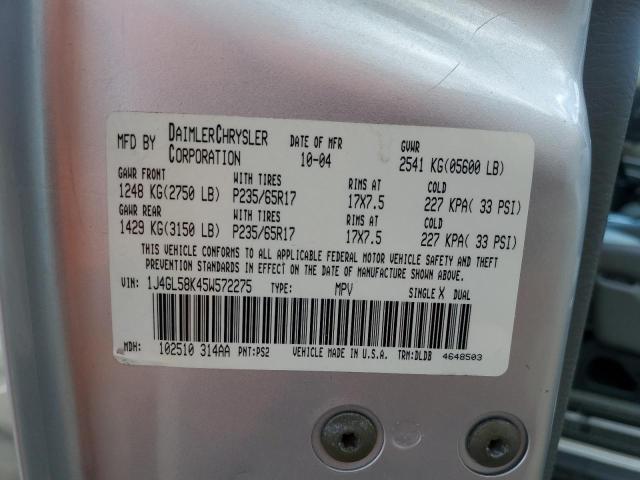 MFD BY DAIMLERCHRYSLER CORPORATION DATE OF MFR 10-04 GVWR 2541 KG(05600 LB)
GAWR FRONT WITH TIRES RIMS AT COLD
1248 KG(2750 LB) P235/65R17 17X7.5 227 KPA( 33 PSI)
GAWR REAR WITH TIRES RIMS AT COLD
1429 KG(3150 LB) P235/65R17 17X7.5 227 KPA( 33 PSI)
THIS VEHICLE CONFORMS TO ALL APPLICABLE FEDERAL MOTOR VEHICLE SAFETY AND THEFT
PREVENTION STANDARDS IN EFFECT ON THE DATE OF MANUFACTURE SHOWN ABOVE.
VIN: 1J4GL58K45W572275 TYPE: MPV SINGLE X DUAL
MDH: 102510 314AA PNT:PS2 VEHICLE MADE IN U.S.A. TRM:DLDB 4648503